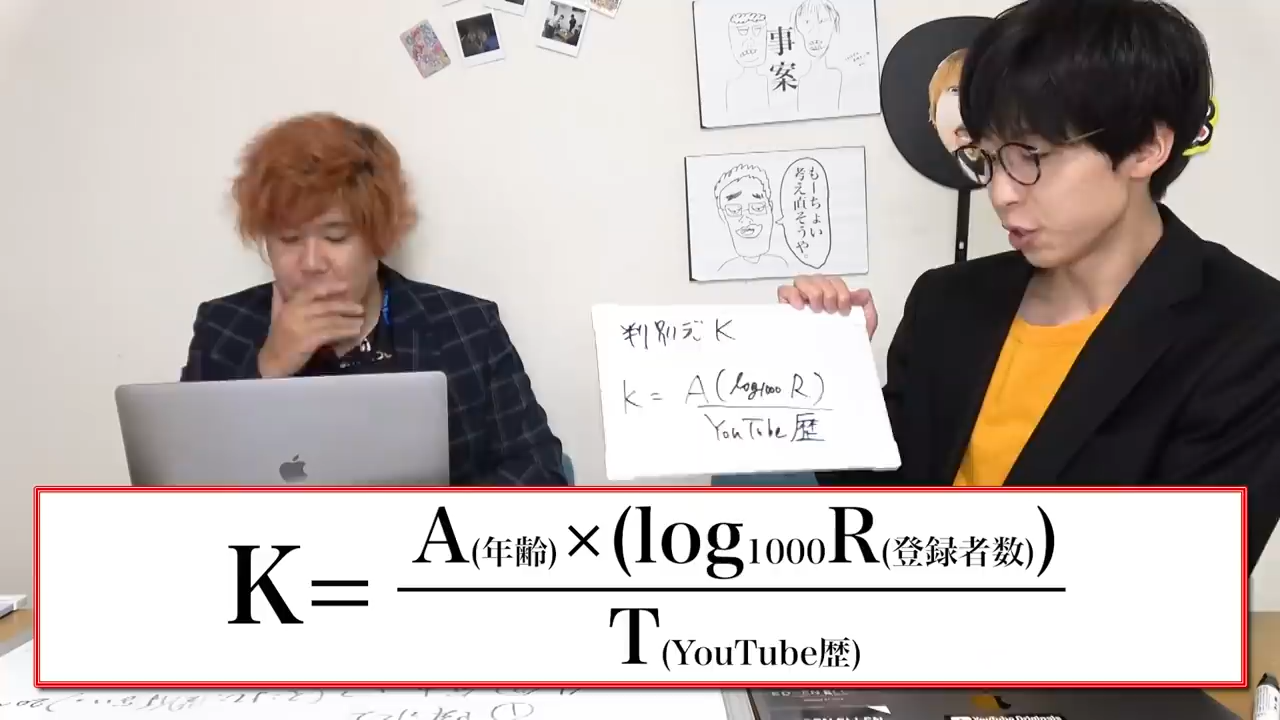 事案
もーちょい
考え直そうや。
判別式 K
K = A(log1000 R)
YouTube歴
K= A(年齢)×(log1000R(登録者数))
T(YouTube歴)